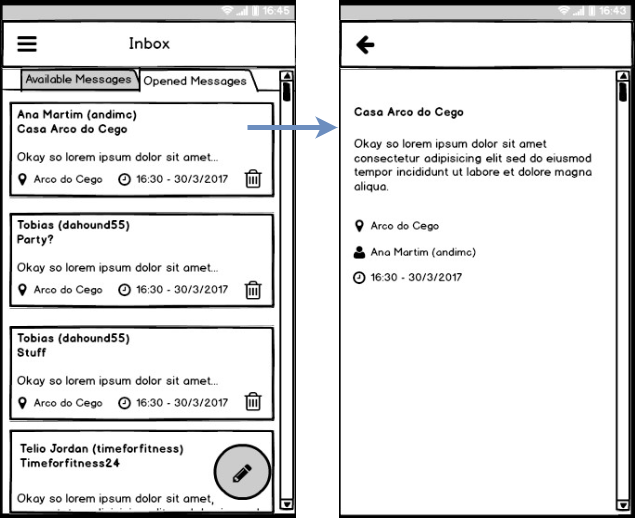 16:45
Inbox
Available Messages
Opened Messages
Ana Martim (andimc)
Casa Arco do Cego
Okay so lorem ipsum dolor sit amet...
Arco do Cego
16:30 - 30/3/2017
Tobias (dahound55)
Party?
Okay so lorem ipsum dolor sit amet...
Arco do Cego
16:30 - 30/3/2017
Tobias (dahound55)
Stuff
Okay so lorem ipsum dolor sit amet...
Arco do Cego
16:30 - 30/3/2017
Telio Jordan (timeforfitness)
Timeforfitness24
Okay so lorem ipsum dolor sit amet,
16:43
Casa Arco do Cego
Okay so lorem ipsum dolor sit amet
consectetur adipisicing elit sed do eiusmod
tempor incididunt ut labore et dolore magna
aliqua.
Arco do Cego
Ana Martim (andimc)
16:30 - 30/3/2017